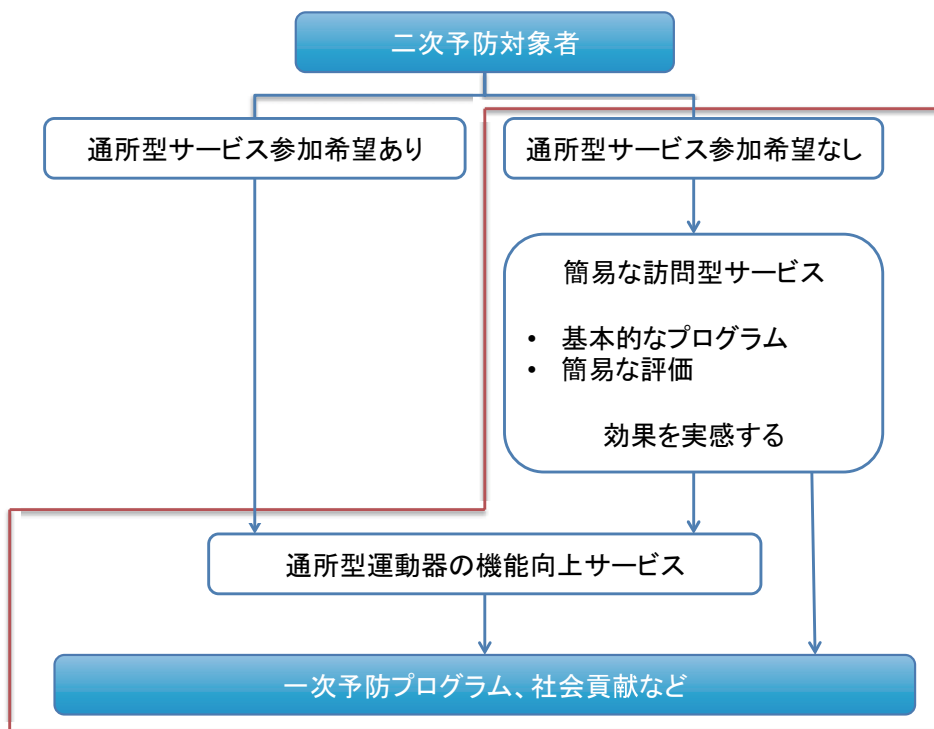 二次予防対象者
通所型サービス参加希望あり
通所型サービス参加希望なし
簡易な訪問型サービス
• 基本的なプログラム
• 簡易な評価
効果を実感する
通所型運動器の機能向上サービス
一次予防プログラム、社会貢献など